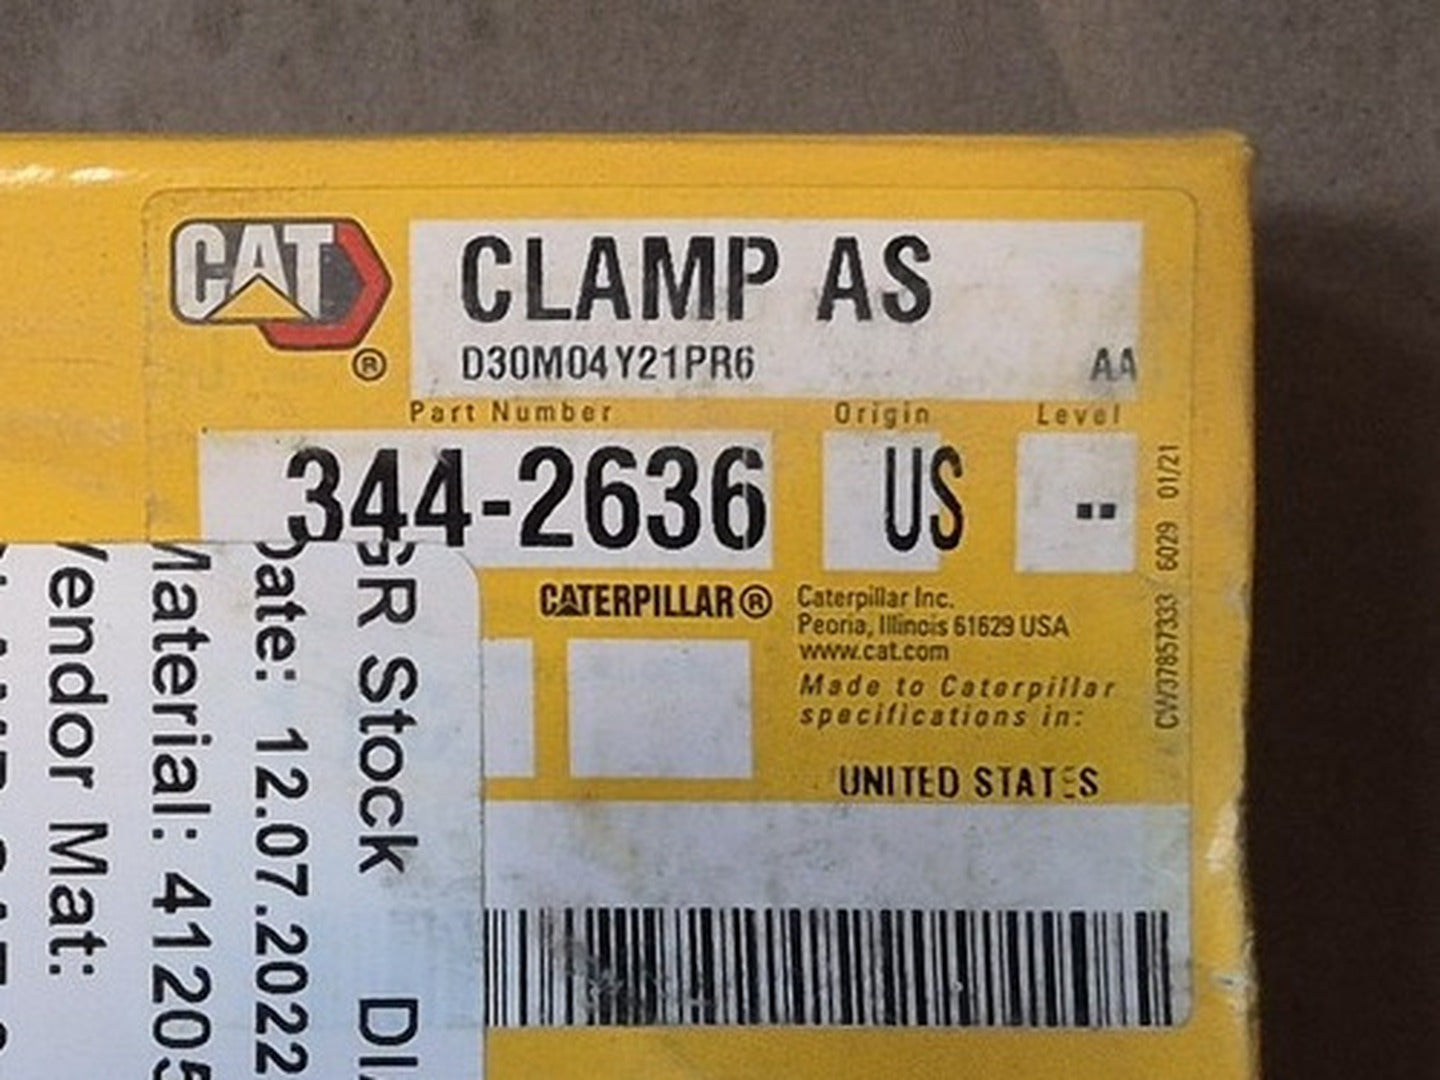 CAT®
CLAMP AS
D30M04Y21PR6 AA
Part Number Origin Level
344-2636 US --
CATERPILLAR®
Caterpillar Inc.
Peoria, Illinois 61629 USA
www.cat.com
Made to Caterpillar
specifications in:
UNITED STATES
CW37857333 6029 01/21
Stock
Date: 12.07.2022
Material: 41205
Vendor Mat: